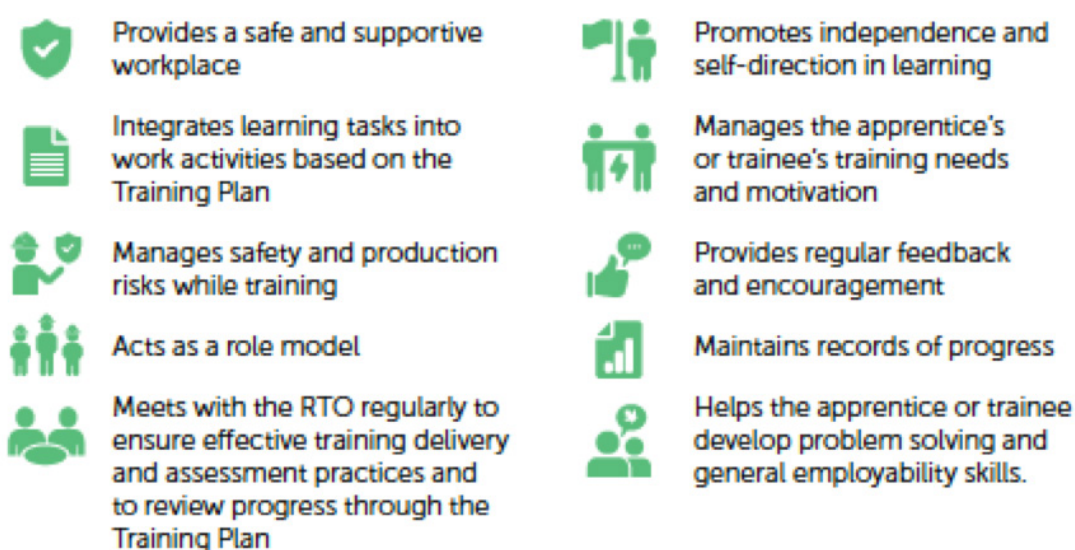 Provides a safe and supportive
workplace
Integrates learning tasks into
work activities based on the
Training Plan
Manages safety and production
risks while training
Acts as a role model
Meets with the RTO regularly to
ensure effective training delivery
and assessment practices and
to review progress through the
Training Plan
Promotes independence and
self-direction in learning
Manages the apprentice's
or trainee's training needs
and motivation
Provides regular feedback
and encouragement
Maintains records of progress
Helps the apprentice or trainee
develop problem solving and
general employability skills.